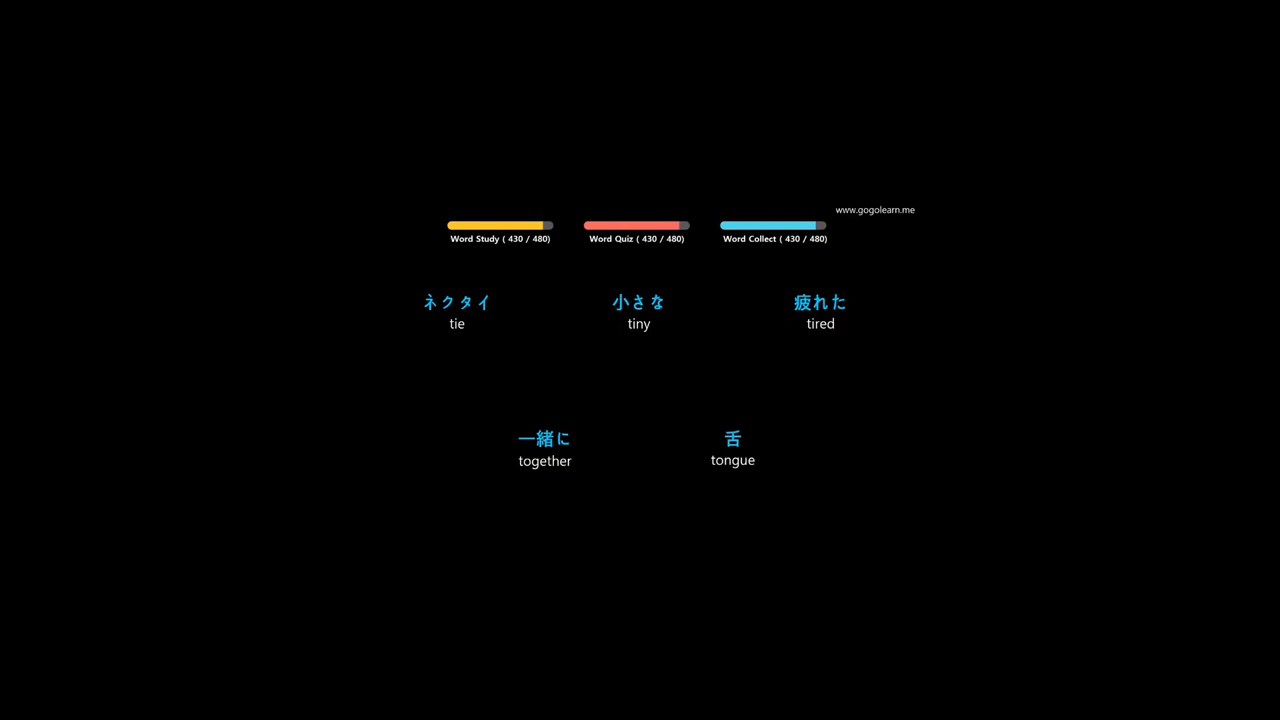 www.gogolearn.me
Word Study ( 430 / 480)
Word Quiz ( 430 / 480)
Word Collect ( 430 / 480)
ネクタイ
tie
小さな
tiny
疲れた
tired
一緒に
together
舌
tongue